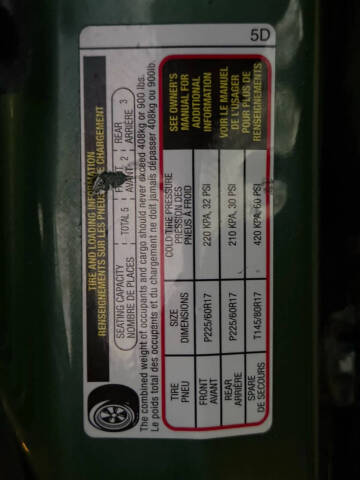 5D
TIRE AND LOADING INFORMATION
RENSEIGNEMENTS SUR LES PNEUS ET LE CHARGEMENT
SEATING CAPACITY TOTAL 5 FRONT 2 REAR 3
NOMBRE DE PLACES AVANT ARRIÈRE
The combined weight of occupants and cargo should never exceed 408kg or 900 lbs.
Le poids total des occupants et du chargement ne doit jamais dépasser 408kg ou 900lb.
TIRE SIZE COLD TIRE PRESSURE SEE OWNER'S
PNEU DIMENSIONS PRESSION DES MANUAL FOR
PNEUS À FROID ADDITIONAL
INFORMATION
FRONT P225/60R17 220 KPA, 32 PSI
AVANT
REAR P225/60R17 210 KPA, 30 PSI VOIR LE MANUEL
ARRIÈRE DE L'USAGER
SPARE T145/80R17 420 KPA, 60 PSI POUR PLUS DE
DE SECOURS RENSEIGNEMENTS